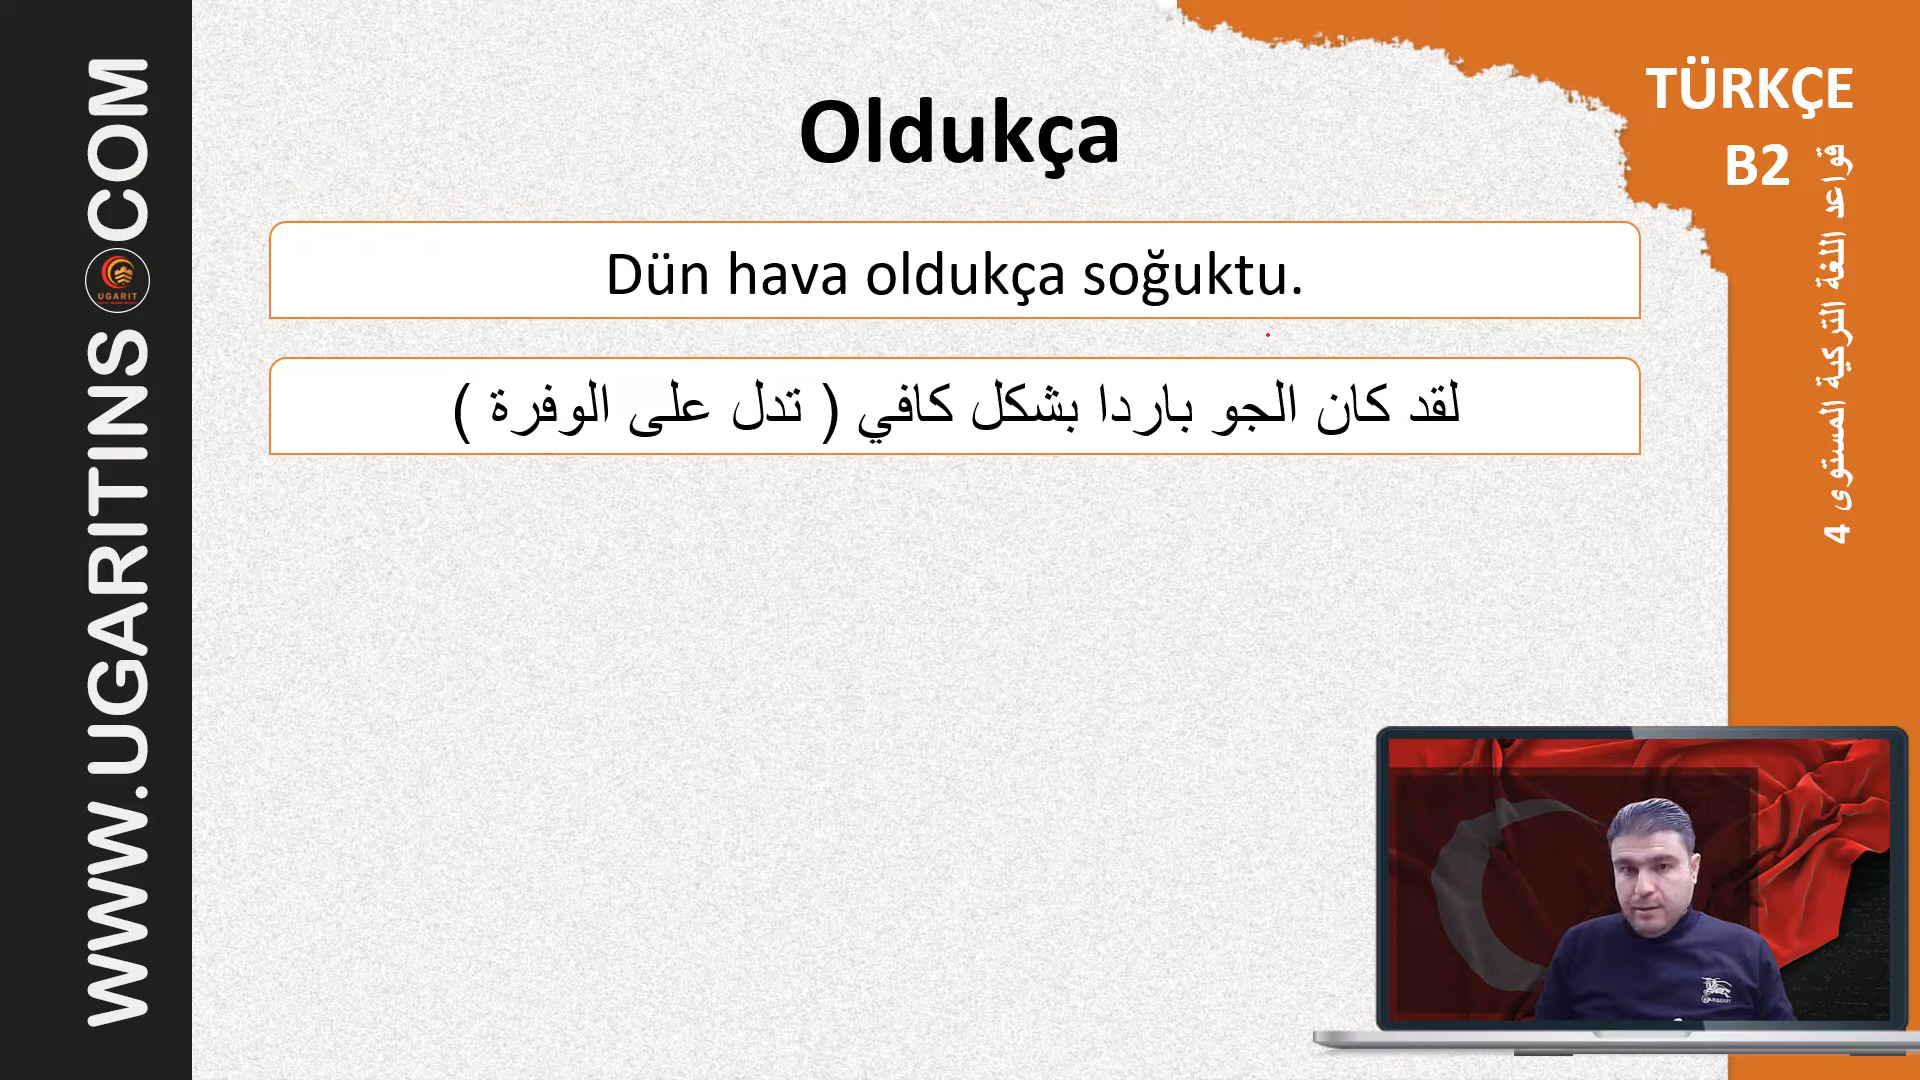 WWW.UGARITINS.COM
UGARIT
Oldukça
Dün hava oldukça soğuktu.
لقد كان الجو باردا بشكل كافي ( تدل على الوفرة )
TÜRKÇE
B2
قواعد اللغة التركية المستوى 4